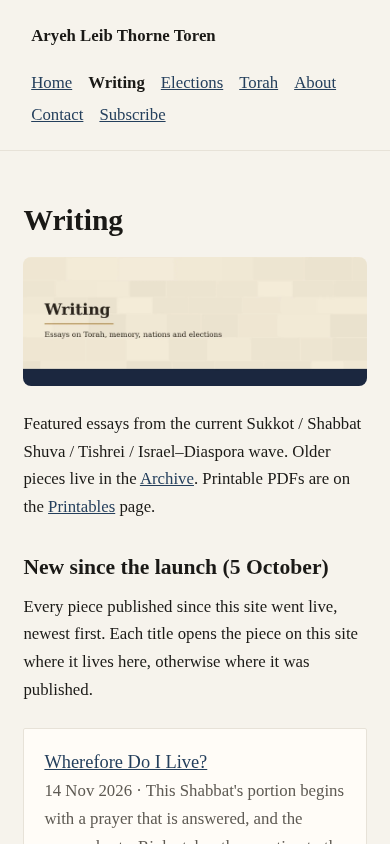 Aryeh Leib Thorne Toren
Home Writing Elections Torah About
Contact Subscribe
Writing
Writing
Essays on Torah, memory, nations and elections
Featured essays from the current Sukkot / Shabbat
Shuva / Tishrei / Israel–Diaspora wave. Older
pieces live in the Archive. Printable PDFs are on
the Printables page.
New since the launch (5 October)
Every piece published since this site went live,
newest first. Each title opens the piece on this site
where it lives here, otherwise where it was
published.
Wherefore Do I Live?
14 Nov 2026 · This Shabbat's portion begins
with a prayer that is answered, and the